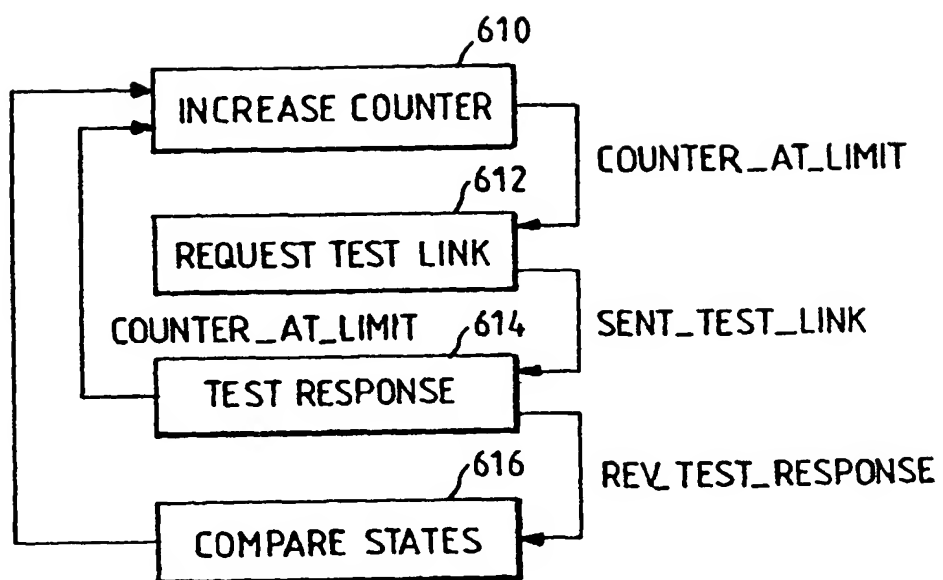 610
INCREASE COUNTER
COUNTER_AT_LIMIT
612
REQUEST TEST LINK
SENT_TEST_LINK
COUNTER_AT_LIMIT
614
TEST RESPONSE
REV_TEST_RESPONSE
616
COMPARE STATES